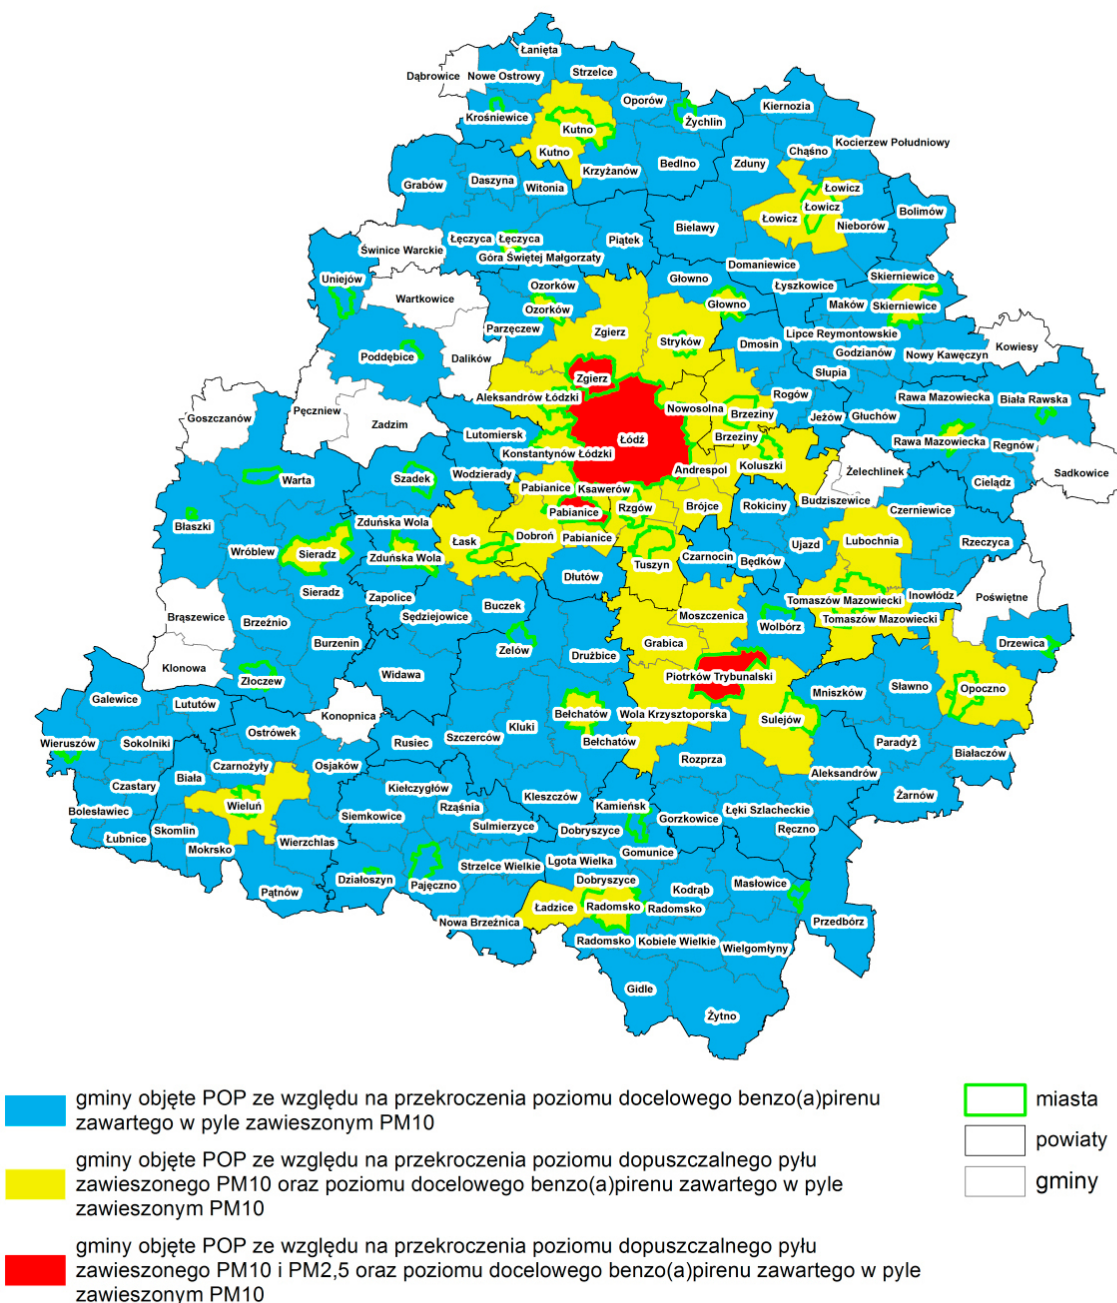 Łanięta
Dąbrowice
Nowe Ostrowy
Strzelce
Oporów
Kiernozia
Krośniewice
Żychlin
Kutno
Kocierzew Południowy
Chąśno
Kutno
Krzyżanów
Bedlno
Zduny
Grabów
Daszyna
Witonia
Łowicz
Łowicz
Łowicz
Bolimów
Nieborów
Bielawy
Łęczyca
Łęczyca
Piątek
Świnice Warckie
Góra Świętej Małgorzaty
Domaniewice
Uniejów
Głowno
Skierniewice
Ozorków
Łyszkowice
Wartkowice
Głowno
Maków
Skierniewice
Ozorków
Parzęczew
Zgierz
Lipce Reymontowskie
Stryków
Dmosin
Kowiesy
Poddębice
Dalików
Godzianów
Nowy Kawęczyn
Słupia
Zgierz
Rogów
Rawa Mazowiecka
Biała Rawska
Aleksandrów Łódzki
Pęczniew
Nowosolna
Brzeziny
Jeżów
Głuchów
Goszczanów
Zadzim
Lutomiersk
Łódź
Brzeziny
Rawa Mazowiecka
Regnów
Konstantynów Łódzki
Koluszki
Andrespol
Żelechlinek
Sadkowice
Warta
Szadek
Wodzierady
Cielądz
Pabianice
Ksawerów
Budziszewice
Rzgów
Brójce
Rokiciny
Czerniewice
Pabianice
Błaszki
Zduńska Wola
Dobroń
Pabianice
Łask
Ujazd
Lubochnia
Rzeczyca
Wróblew
Sieradz
Zduńska Wola
Czarnocin
Będków
Tuszyn
Dłutów
Sieradz
Zapolice
Tomaszów Mazowiecki
Inowłódz
Poświętne
Buczek
Brąszewice
Brzeźnio
Sędziejowice
Moszczenica
Wolbórz
Tomaszów Mazowiecki
Burzenin
Zelów
Drużbice
Grabica
Drzewica
Klonowa
Widawa
Złoczew
Piotrków Trybunalski
Sławno
Opoczno
Mniszków
Galewice
Lututów
Konopnica
Bełchatów
Wola Krzysztoporska
Sulejów
Ostrówek
Kluki
Wieruszów
Sokolniki
Rusiec
Szczerców
Bełchatów
Paradyż
Białaczów
Rozprza
Czarnożyły
Osjaków
Biała
Aleksandrów
Czastary
Kiełczygłów
Kleszczów
Żarnów
Bolesławiec
Wieluń
Rząśnia
Kamieńsk
Łęki Szlacheckie
Siemkowice
Gorzkowice
Skomlin
Sulmierzyce
Dobryszyce
Ręczno
Łubnice
Wierzchlas
Mokrsko
Gomunice
Strzelce Wielkie
Lgota Wielka
Masłowice
Działoszyn
Pajęczno
Dobryszyce
Kodrąb
Pątnów
Ładzice
Radomsko
Radomsko
Nowa Brzeźnica
Przedbórz
Radomsko
Kobiele Wielkie
Wielgomłyny
Gidle
Żytno
gminy objęte POP ze względu na przekroczenia poziomu docelowego benzo(a)pirenu
zawartego w pyle zawieszonym PM10
gminy objęte POP ze względu na przekroczenia poziomu dopuszczalnego pyłu
zawieszonego PM10 oraz poziomu docelowego benzo(a)pirenu zawartego w pyle
zawieszonym PM10
gminy objęte POP ze względu na przekroczenia poziomu dopuszczalnego pyłu
zawieszonego PM10 i PM2,5 oraz poziomu docelowego benzo(a)pirenu zawartego w pyle
zawieszonym PM10
miasta
powiaty
gminy